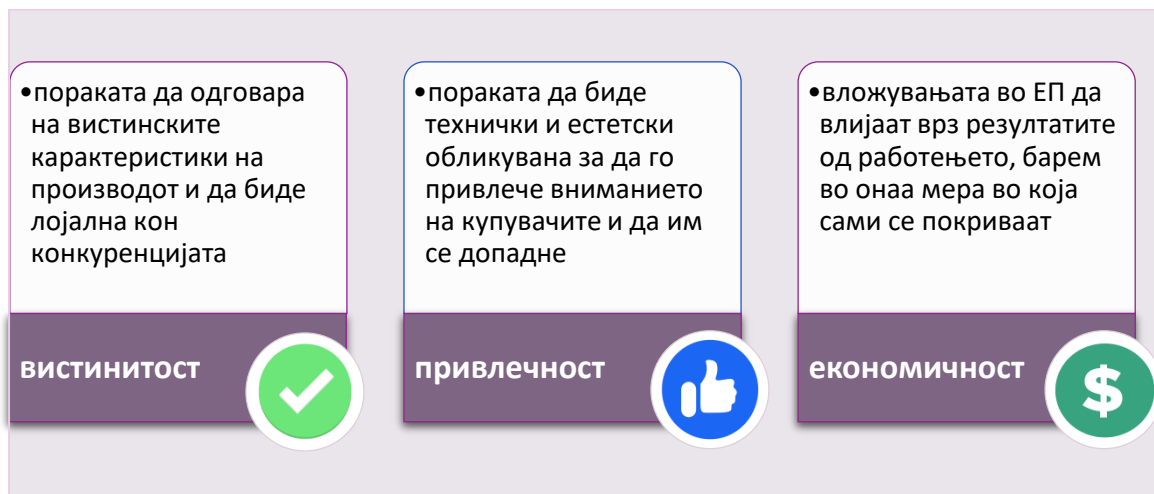 •пораката да одговара
на вистинските
карактеристики на
производот и да биде
лојална кон
конкуренцијата
вистинитост
•пораката да биде
технички и естетски
обликувана за да го
привлече вниманието
на купувачите и да им
се допадне
привлечност
•вложувањата во ЕП да
влијаат врз резултатите
од работењето, барем
во онаа мера во која
сами се покриваат
економичност
$